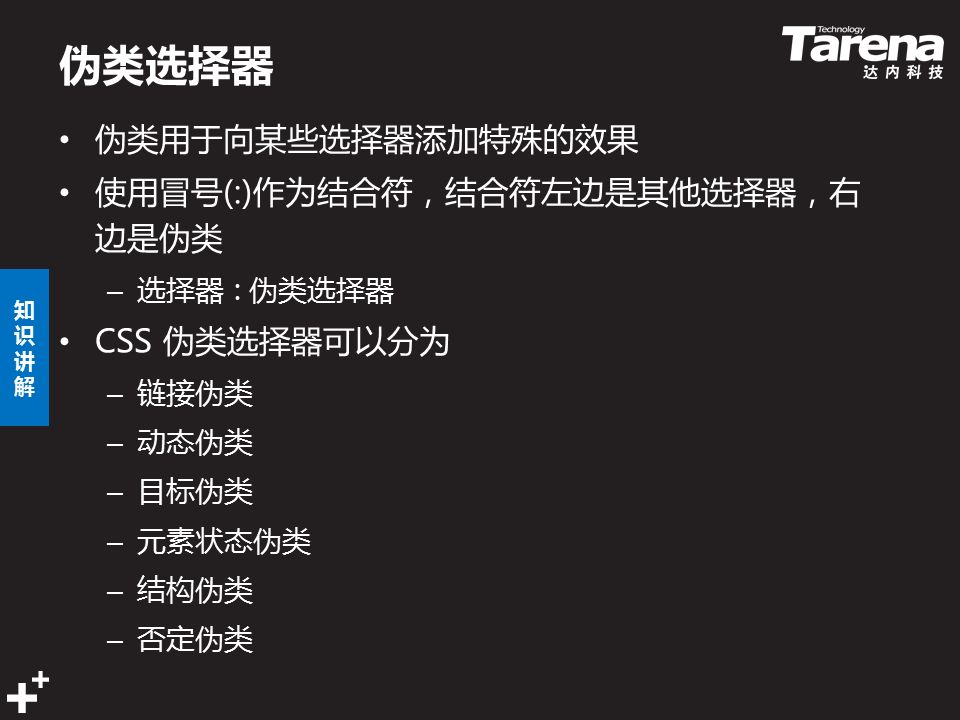 伪类选择器
Technology
Tarena
达内科技
• 伪类用于向某些选择器添加特殊的效果
• 使用冒号(:)作为结合符，结合符左边是其他选择器，右
边是伪类
– 选择器 : 伪类选择器
• CSS 伪类选择器可以分为
– 链接伪类
– 动态伪类
– 目标伪类
– 元素状态伪类
– 结构伪类
– 否定伪类
知
识
讲
解